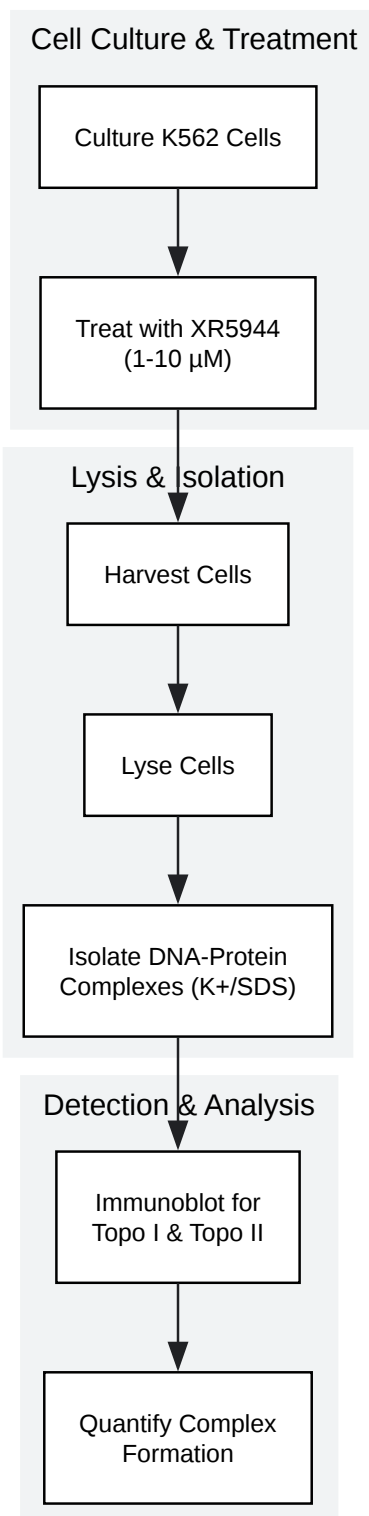 Cell Culture & Treatment
Culture K562 Cells
Treat with XR5944
(1-10 µM)
Lysis & Isolation
Harvest Cells
Lyse Cells
Isolate DNA-Protein
Complexes (K+/SDS)
Detection & Analysis
Immunoblot for
Topo I & Topo II
Quantify Complex
Formation